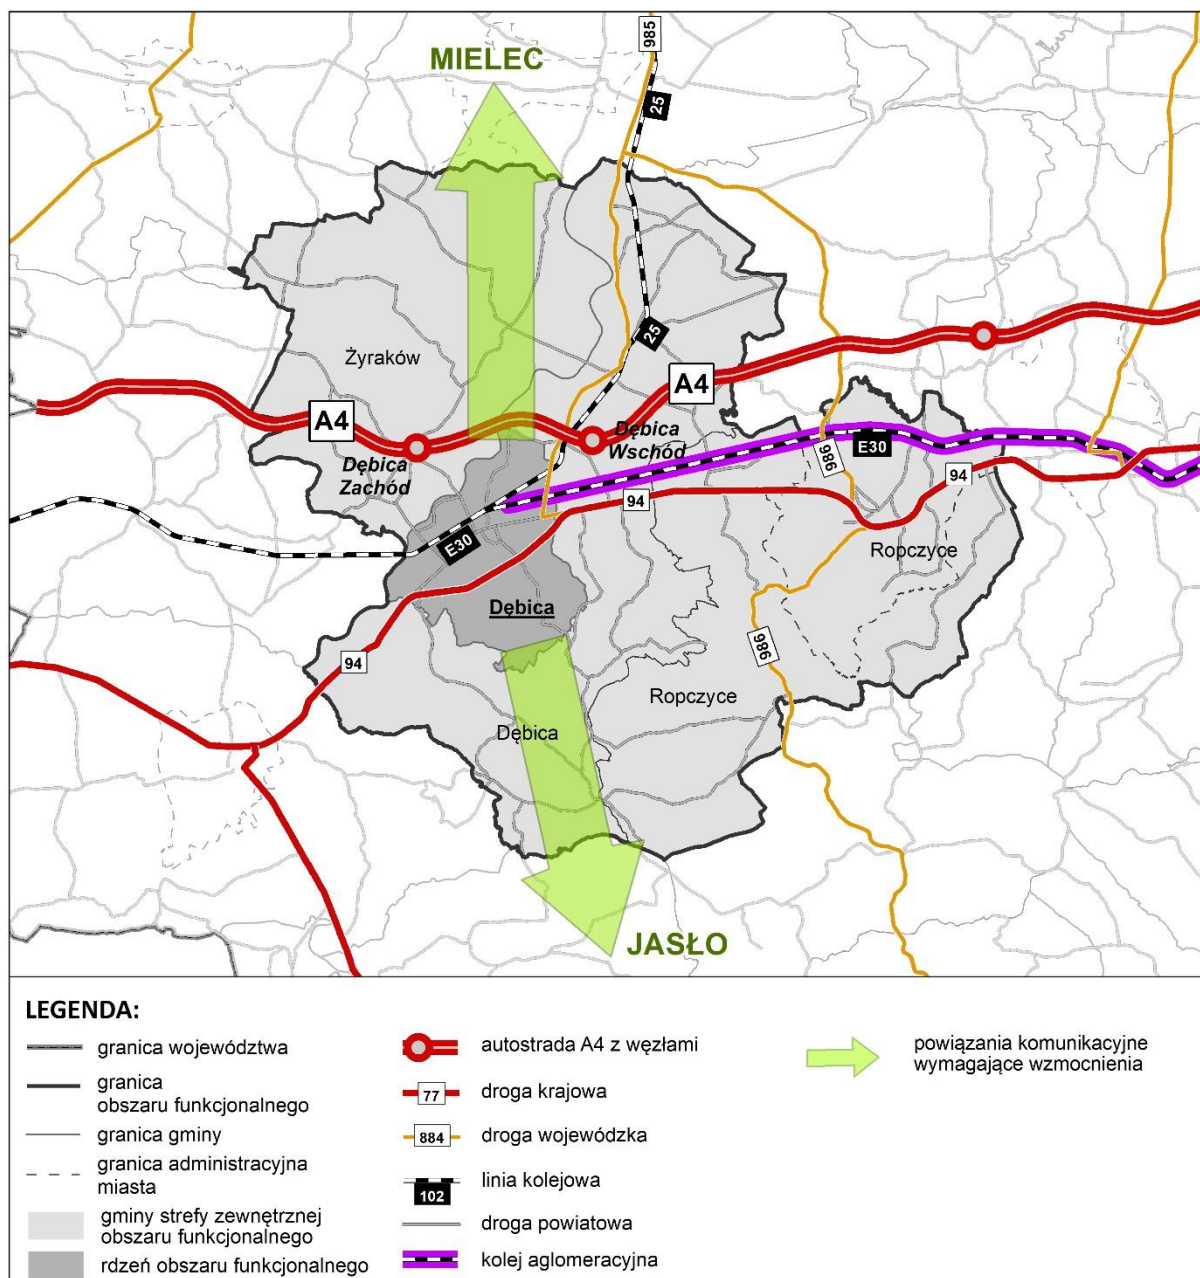 985
MIELEC
25
25
Żyraków
A4
A4
Dębica
Wschód
Dębica
Zachód
986
E30
94
94
E30
Ropczyce
Dębica
986
94
Ropczyce
Dębica
JASŁO
LEGENDA:
granica województwa
granica
obszaru funkcjonalnego
granica gminy
granica administracyjna
miasta
gminy strefy zewnętrznej
obszaru funkcjonalnego
rdzeń obszaru funkcjonalnego
autostrada A4 z węzłami
77
droga krajowa
884
droga wojewódzka
linia kolejowa
102
droga powiatowa
kolej aglomeracyjna
powiązania komunikacyjne
wymagające wzmocnienia